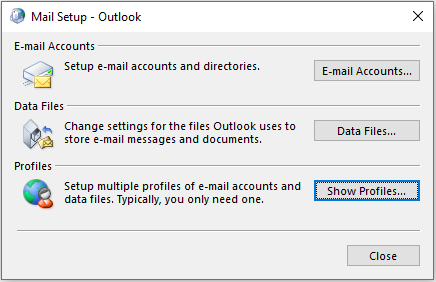 Mail Setup - Outlook
E-mail Accounts
Setup e-mail accounts and directories.
E-mail Accounts...
Data Files
Change settings for the files Outlook uses to
store e-mail messages and documents.
Data Files...
Profiles
Setup multiple profiles of e-mail accounts and
data files. Typically, you only need one.
Show Profiles...
Close